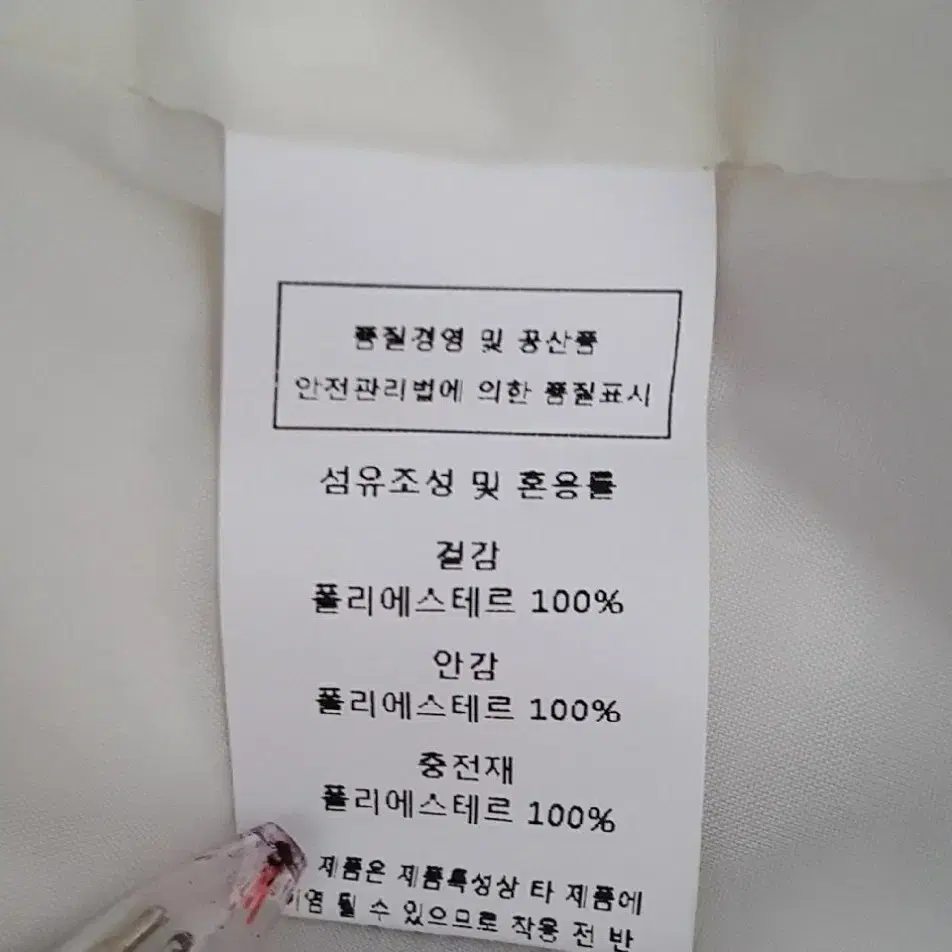 품질경영 및 공산품
안전관리법에 의한 품질표시
섬유조성 및 혼용률
겉감
폴리에스테르 100%
안감
폴리에스테르 100%
충전재
폴리에스테르 100%
제품은 제품특성상 타 제품에
될 수 있으므로 착용 전 반